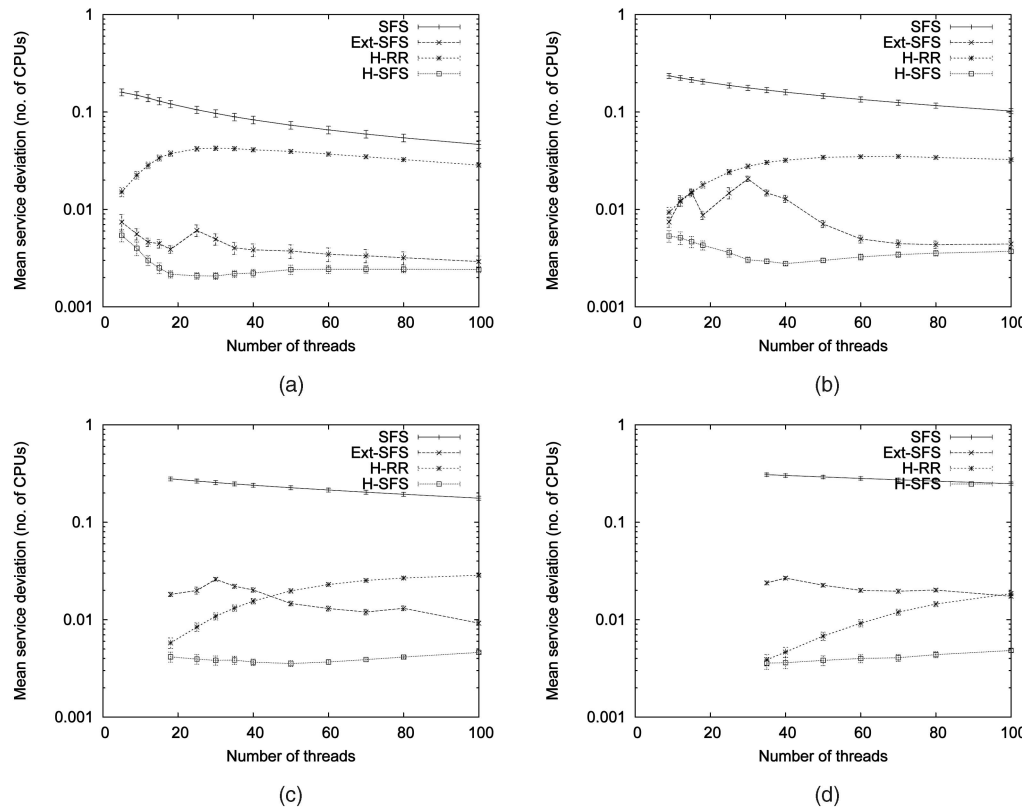 1
0.1
0.01
0.001
Mean service deviation (no. of CPUs)
SFS
Ext-SFS
H-RR
H-SFS
0 20 40 60 80 100
Number of threads
(a)
1
0.1
0.01
0.001
Mean service deviation (no. of CPUs)
SFS
Ext-SFS
H-RR
H-SFS
0 20 40 60 80 100
Number of threads
(b)
1
0.1
0.01
0.001
Mean service deviation (no. of CPUs)
SFS
Ext-SFS
H-RR
H-SFS
0 20 40 60 80 100
Number of threads
(c)
1
0.1
0.01
0.001
Mean service deviation (no. of CPUs)
SFS
Ext-SFS
H-RR
H-SFS
0 20 40 60 80 100
Number of threads
(d)